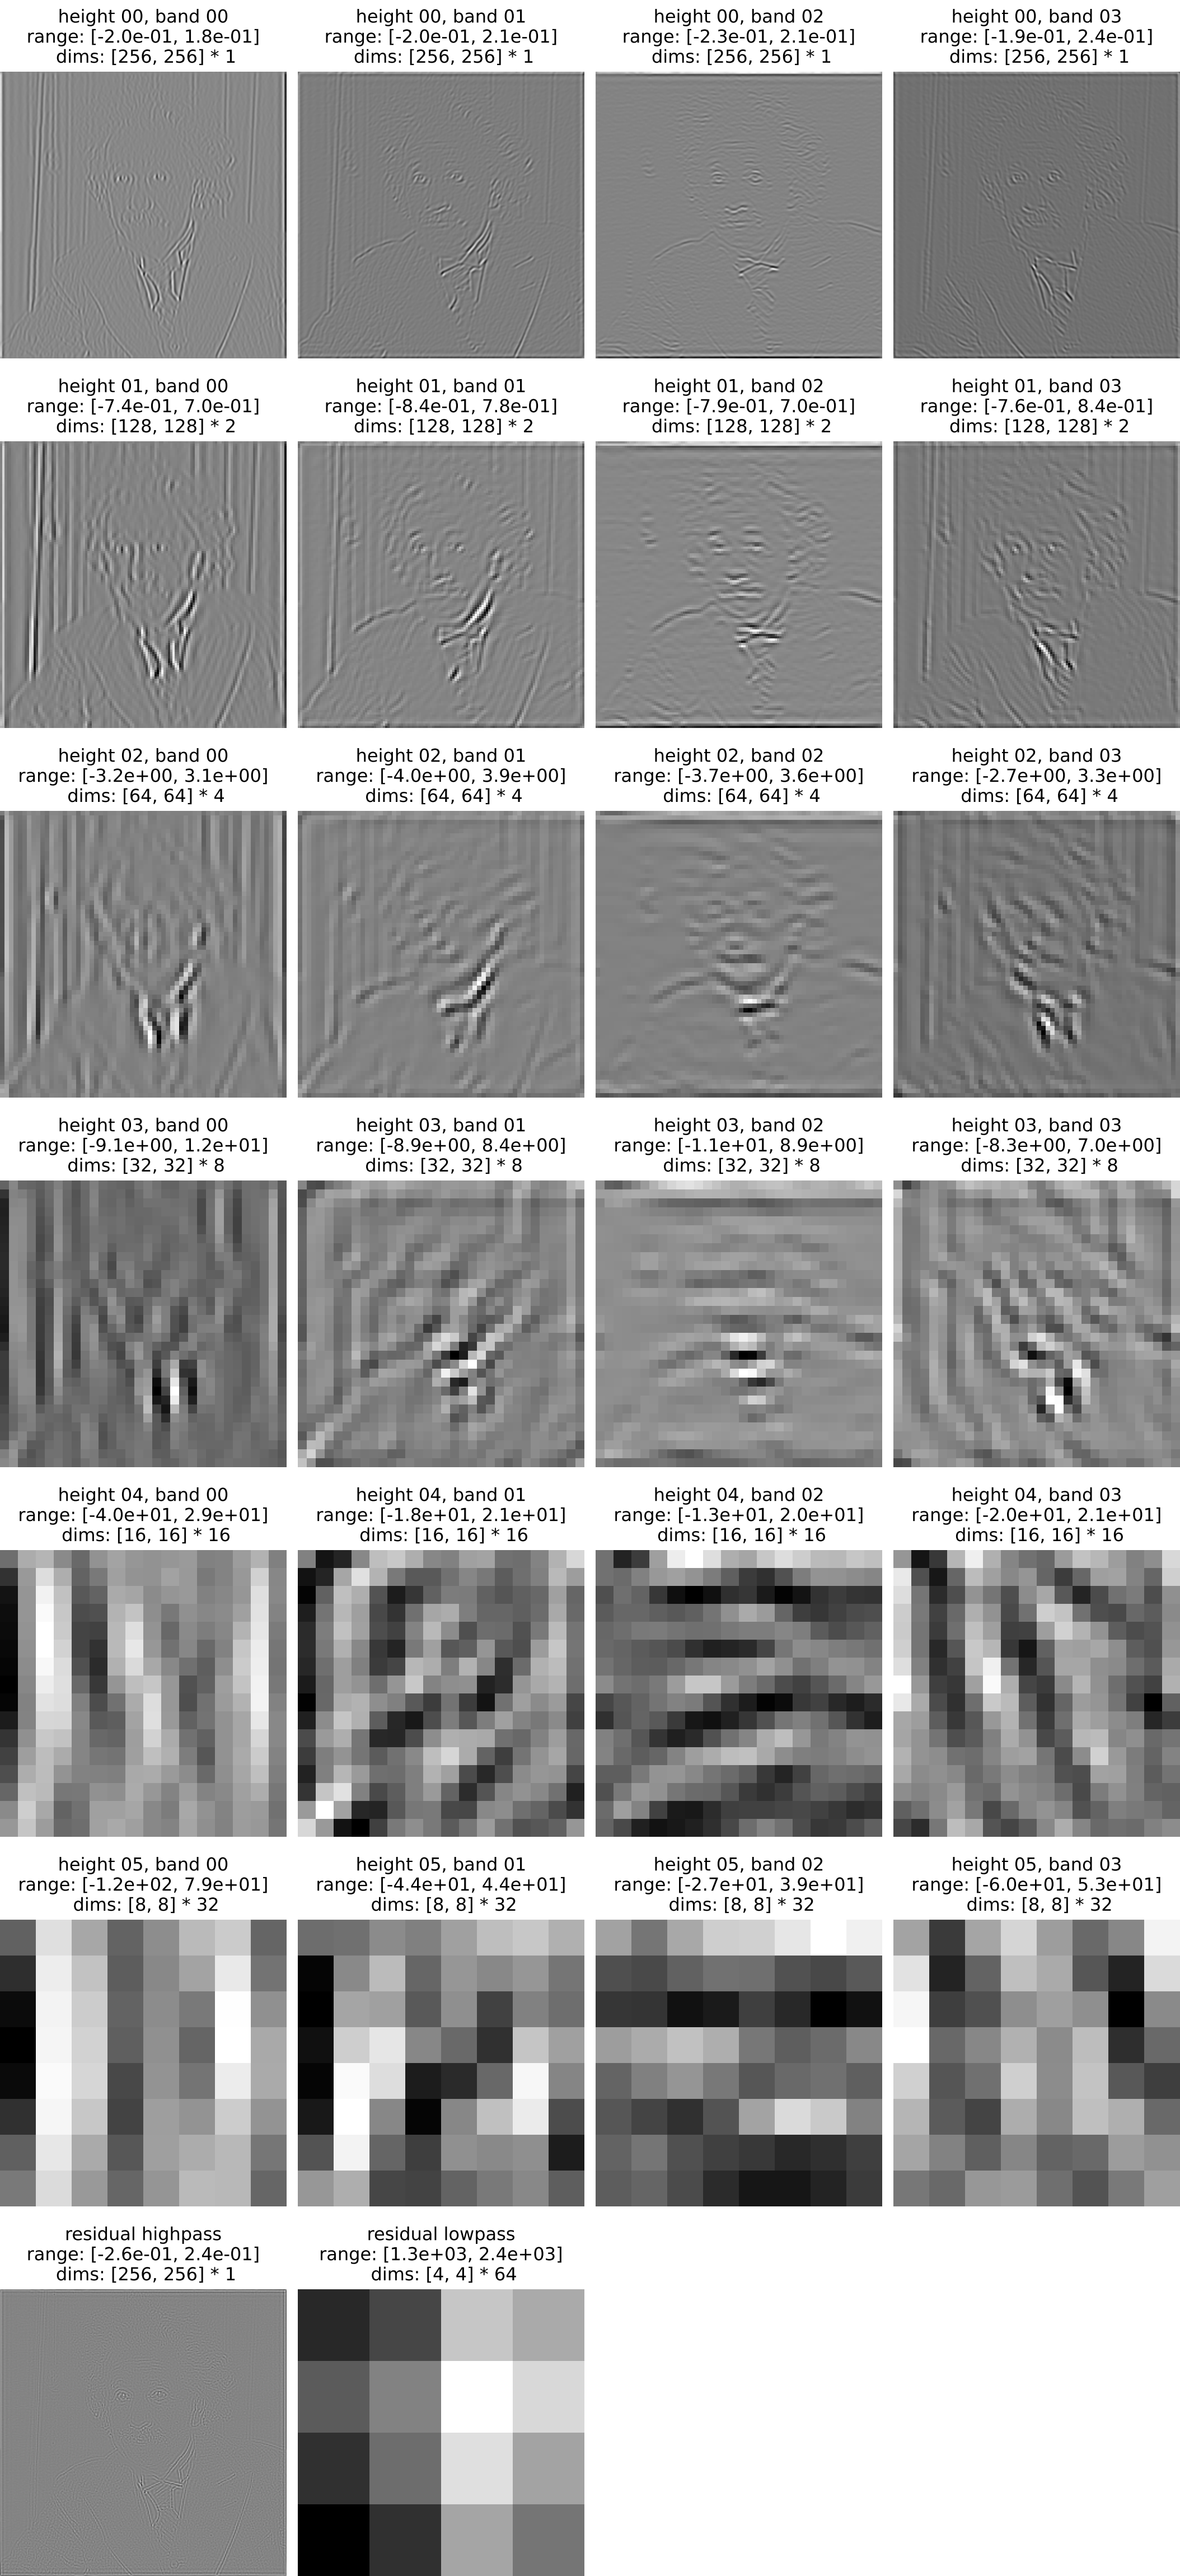 height 00, band 00
range: [-2.0e-01, 1.8e-01]
dims: [256, 256] * 1
height 00, band 01
range: [-2.0e-01, 2.1e-01]
dims: [256, 256] * 1
height 00, band 02
range: [-2.3e-01, 2.1e-01]
dims: [256, 256] * 1
height 00, band 03
range: [-1.9e-01, 2.4e-01]
dims: [256, 256] * 1
height 01, band 00
range: [-7.4e-01, 7.0e-01]
dims: [128, 128] * 2
height 01, band 01
range: [-8.4e-01, 7.8e-01]
dims: [128, 128] * 2
height 01, band 02
range: [-7.9e-01, 7.0e-01]
dims: [128, 128] * 2
height 01, band 03
range: [-7.6e-01, 8.4e-01]
dims: [128, 128] * 2
height 02, band 00
range: [-3.2e+00, 3.1e+00]
dims: [64, 64] * 4
height 02, band 01
range: [-4.0e+00, 3.9e+00]
dims: [64, 64] * 4
height 02, band 02
range: [-3.7e+00, 3.6e+00]
dims: [64, 64] * 4
height 02, band 03
range: [-2.7e+00, 3.3e+00]
dims: [64, 64] * 4
height 03, band 00
range: [-9.1e+00, 1.2e+01]
dims: [32, 32] * 8
height 03, band 01
range: [-8.9e+00, 8.4e+00]
dims: [32, 32] * 8
height 03, band 02
range: [-1.1e+01, 8.9e+00]
dims: [32, 32] * 8
height 03, band 03
range: [-8.3e+00, 7.0e+00]
dims: [32, 32] * 8
height 04, band 00
range: [-4.0e+01, 2.9e+01]
dims: [16, 16] * 16
height 04, band 01
range: [-1.8e+01, 2.1e+01]
dims: [16, 16] * 16
height 04, band 02
range: [-1.3e+01, 2.0e+01]
dims: [16, 16] * 16
height 04, band 03
range: [-2.0e+01, 2.1e+01]
dims: [16, 16] * 16
height 05, band 00
range: [-1.2e+02, 7.9e+01]
dims: [8, 8] * 32
height 05, band 01
range: [-4.4e+01, 4.4e+01]
dims: [8, 8] * 32
height 05, band 02
range: [-2.7e+01, 3.9e+01]
dims: [8, 8] * 32
height 05, band 03
range: [-6.0e+01, 5.3e+01]
dims: [8, 8] * 32
residual highpass
range: [-2.6e-01, 2.4e-01]
dims: [256, 256] * 1
residual lowpass
range: [1.3e+03, 2.4e+03]
dims: [4, 4] * 64